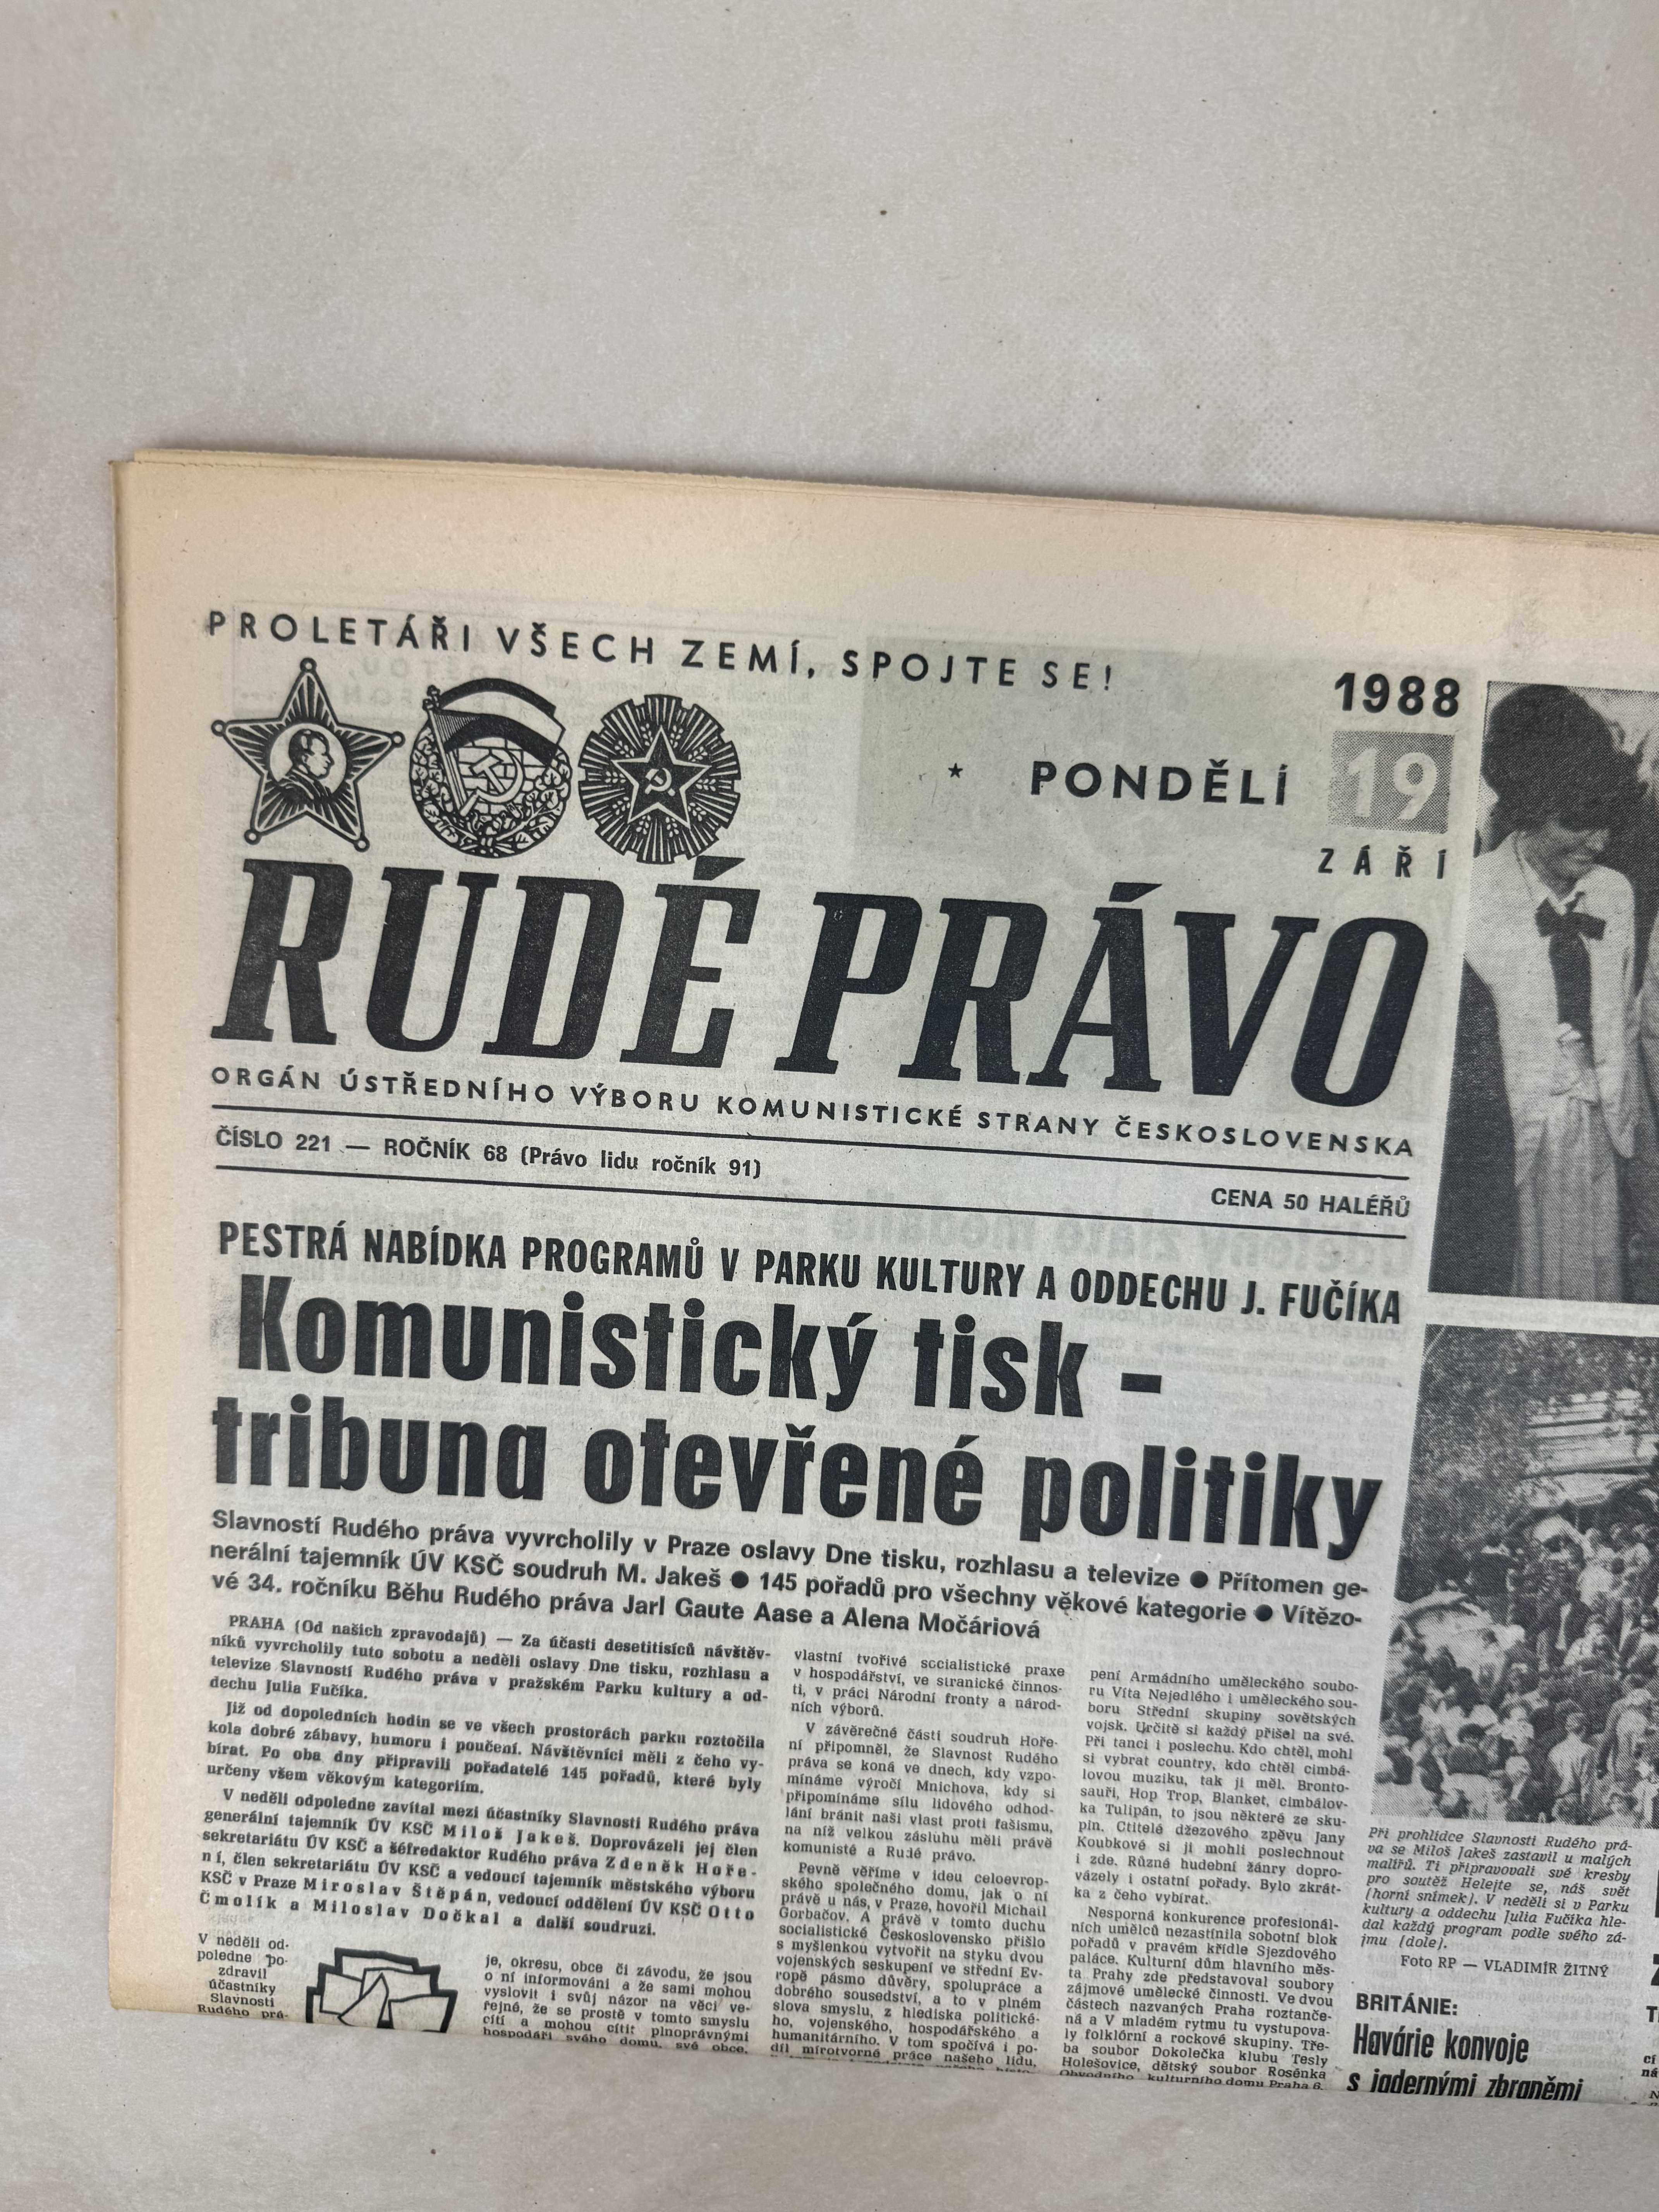 PROLETÁŘI VŠECH ZEMÍ, SPOJTE SE!
1988
★ PONDĚLÍ 19
ZÁŘÍ
RUDÉ PRÁVO
ORGÁN ÚSTŘEDNÍHO VÝBORU KOMUNISTICKÉ STRANY ČESKOSLOVENSKA
ČÍSLO 221 — ROČNÍK 68 (Právo lidu ročník 91)
CENA 50 HALÉŘŮ
PESTRÁ NABÍDKA PROGRAMŮ V PARKU KULTURY A ODDECHU J. FUČÍKA
Komunistický tisk –
tribuna otevřené politiky
Slavností Rudého práva vyvrcholily v Praze oslavy Dne tisku, rozhlasu a televize ● Přítomen ge-
nerální tajemník ÚV KSČ soudruh M. Jakeš ● 145 pořadů pro všechny věkové kategorie ● Vítězo-
vé 34. ročníku Běhu Rudého práva Jarl Gaute Aase a Alena Močáriová
PRAHA (Od našich zpravodajů) — Za účasti desetitisíců návštěv-
níků vyvrcholily tuto sobotu a neděli oslavy Dne tisku, rozhlasu a
televize Slavností Rudého práva v pražském Parku kultury a od-
dechu Julia Fučíka.
Již od dopoledních hodin se ve všech prostorách parku roztočila
kola dobré zábavy, humoru i poučení. Návštěvníci měli z čeho vy-
bírat. Po oba dny připravili pořadatelé 145 pořadů, které byly
určeny všem věkovým kategoriím.
V neděli odpoledne zavítal mezi účastníky Slavnosti Rudého práva
generální tajemník ÚV KSČ Miloš Jakeš. Doprovázeli jej člen
sekretariátu ÚV KSČ a šéfredaktor Rudého práva Zdeněk Hoře-
ní, člen sekretariátu ÚV KSČ a vedoucí tajemník městského výboru
KSČ v Praze Miroslav Štěpán, vedoucí oddělení ÚV KSČ Otto
Čmolík a Miloslav Dočkal a další soudruzi.
V neděli od-
poledne po-
zdravil
účastníky
Slavnosti
Rudého prá-
je, okresu, obce či závodu, že jsou
o ní informováni a že sami mohou
vyslovit i svůj názor na věci ve-
řejné, že se prostě v tomto smyslu
cítí a mohou cítit plnoprávnými
hospodáři svého domu, své obce,
vlastní tvořivé socialistické praxe
v hospodářství, ve stranické činnos-
ti, v práci Národní fronty a národ-
ních výborů.
V závěrečné části soudruh Hoře-
ní připomněl, že Slavnost Rudého
práva se koná ve dnech, kdy vzpo-
mínáme výročí Mnichova, kdy si
připomínáme sílu lidového odhod-
lání bránit naši vlast proti fašismu,
na níž velkou zásluhu měli právě
komunisté a Rudé právo.
Pevně věříme v ideu celoevrop-
ského společného domu, jak o ní
právě u nás, v Praze, hovořil Michail
Gorbačov. A právě v tomto duchu
socialistické Československo přišlo
s myšlenkou vytvořit na styku dvou
vojenských seskupení ve střední Ev-
ropě pásmo důvěry, spolupráce a
dobrého sousedství, a to v plném
slova smyslu, z hlediska politické-
ho, vojenského, hospodářského a
humanitárního. V tom spočívá i po-
díl mírotvorné práce našeho lidu,
pení Armádního uměleckého soubo-
ru Víta Nejedlého i uměleckého sou-
boru Střední skupiny sovětských
vojsk. Určitě si každý přišel na své.
Při tanci i poslechu. Kdo chtěl, mohl
si vybrat country, kdo chtěl cimbá-
lovou muziku, tak ji měl. Bronto-
sauři, Hop Trop, Blanket, cimbálov-
ka Tulipán, to jsou některé ze sku-
pin. Ctitelé džezového zpěvu Jany
Koubkové si ji mohli poslechnout
i zde. Různé hudební žánry dopro-
vázely i ostatní pořady. Bylo zkrát-
ka z čeho vybírat.
Nesporná konkurence profesionál-
ních umělců nezastínila sobotní blok
pořadů v pravém křídle Sjezdového
paláce. Kulturní dům hlavního měs-
ta Prahy zde představoval soubory
zájmové umělecké činnosti. Ve dvou
částech nazvaných Praha roztanče-
ná a V mladém rytmu tu vystupova-
ly folklórní a rockové skupiny. Tře-
ba soubor Dokolečka klubu Tesly
Holešovice, dětský soubor Rosénka
Obvodního kulturního domu Praha 6,
Při prohlídce Slavnosti Rudého prá-
va se Miloš Jakeš zastavil u malých
malířů. Ti připravovali své kresby
pro soutěž Helejte se, náš svět
(horní snímek). V neděli si v Parku
kultury a oddechu Julia Fučíka hle-
dal každý program podle svého zá-
jmu (dole).
Foto RP — VLADIMÍR ŽITNÝ
BRITÁNIE:
Havárie konvoje
s jadernými zbraněmi